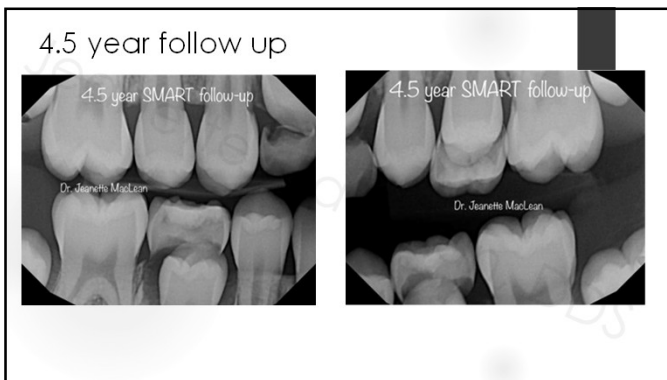 4.5 year follow up
4.5 year SMART follow-up
Dr. Jeanette MacLean
4.5 year SMART follow-up
Dr. Jeanette MacLean
DDS